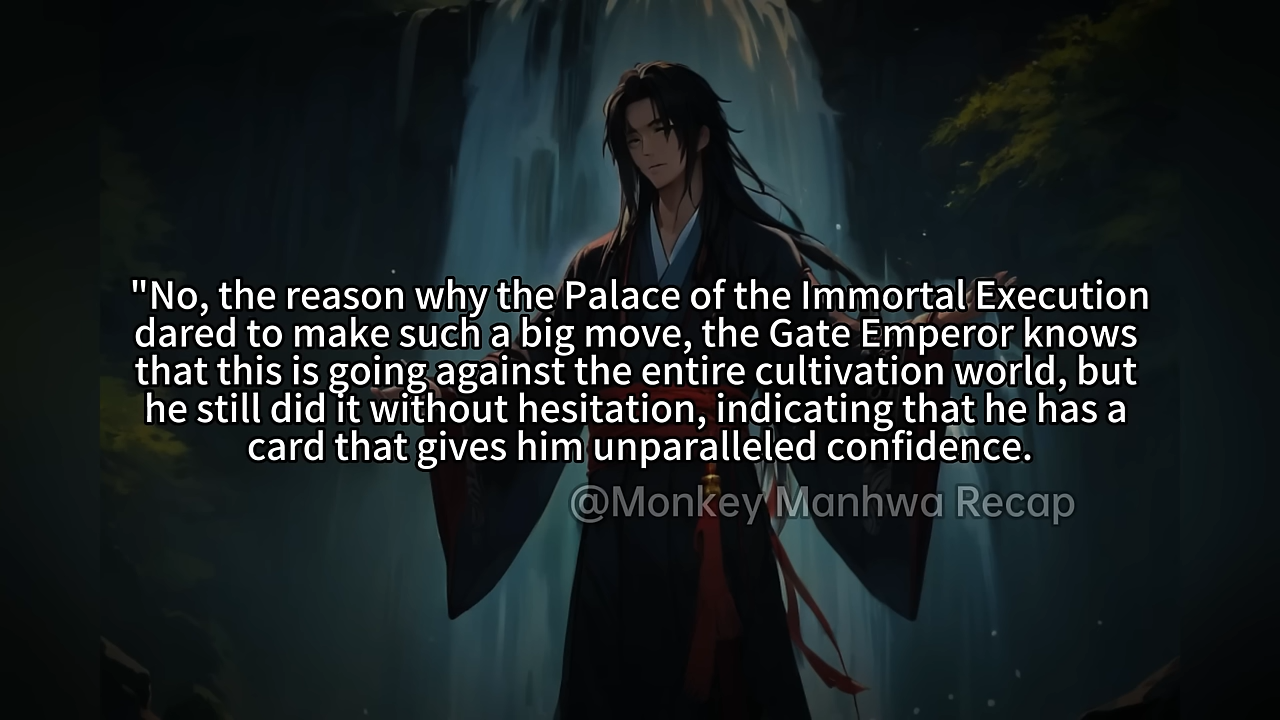 "No, the reason why the Palace of the Immortal Execution
dared to make such a big move, the Gate Emperor knows
that this is going against the entire cultivation world, but
he still did it without hesitation, indicating that he has a
card that gives him unparalleled confidence.
@Monkey Manhwa Recap